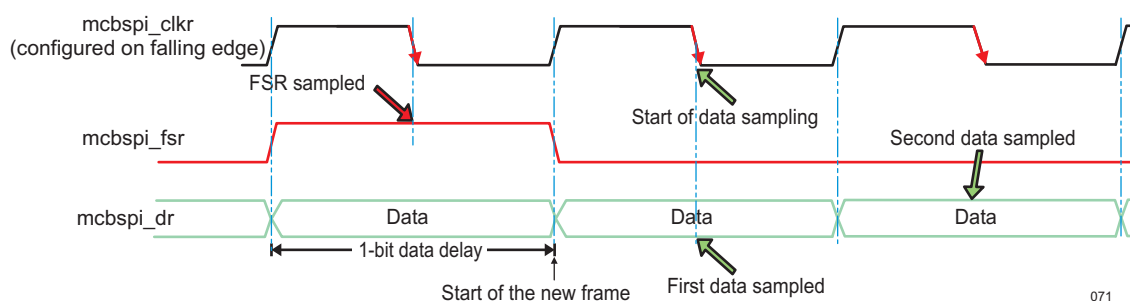 mcbspi_clkr
(configured on falling edge)
FSR sampled
Start of data sampling
mcbspi_fsr
Second data sampled
mcbspi_dr
Data
Data
Data
1-bit data delay
Start of the new frame
First data sampled
071